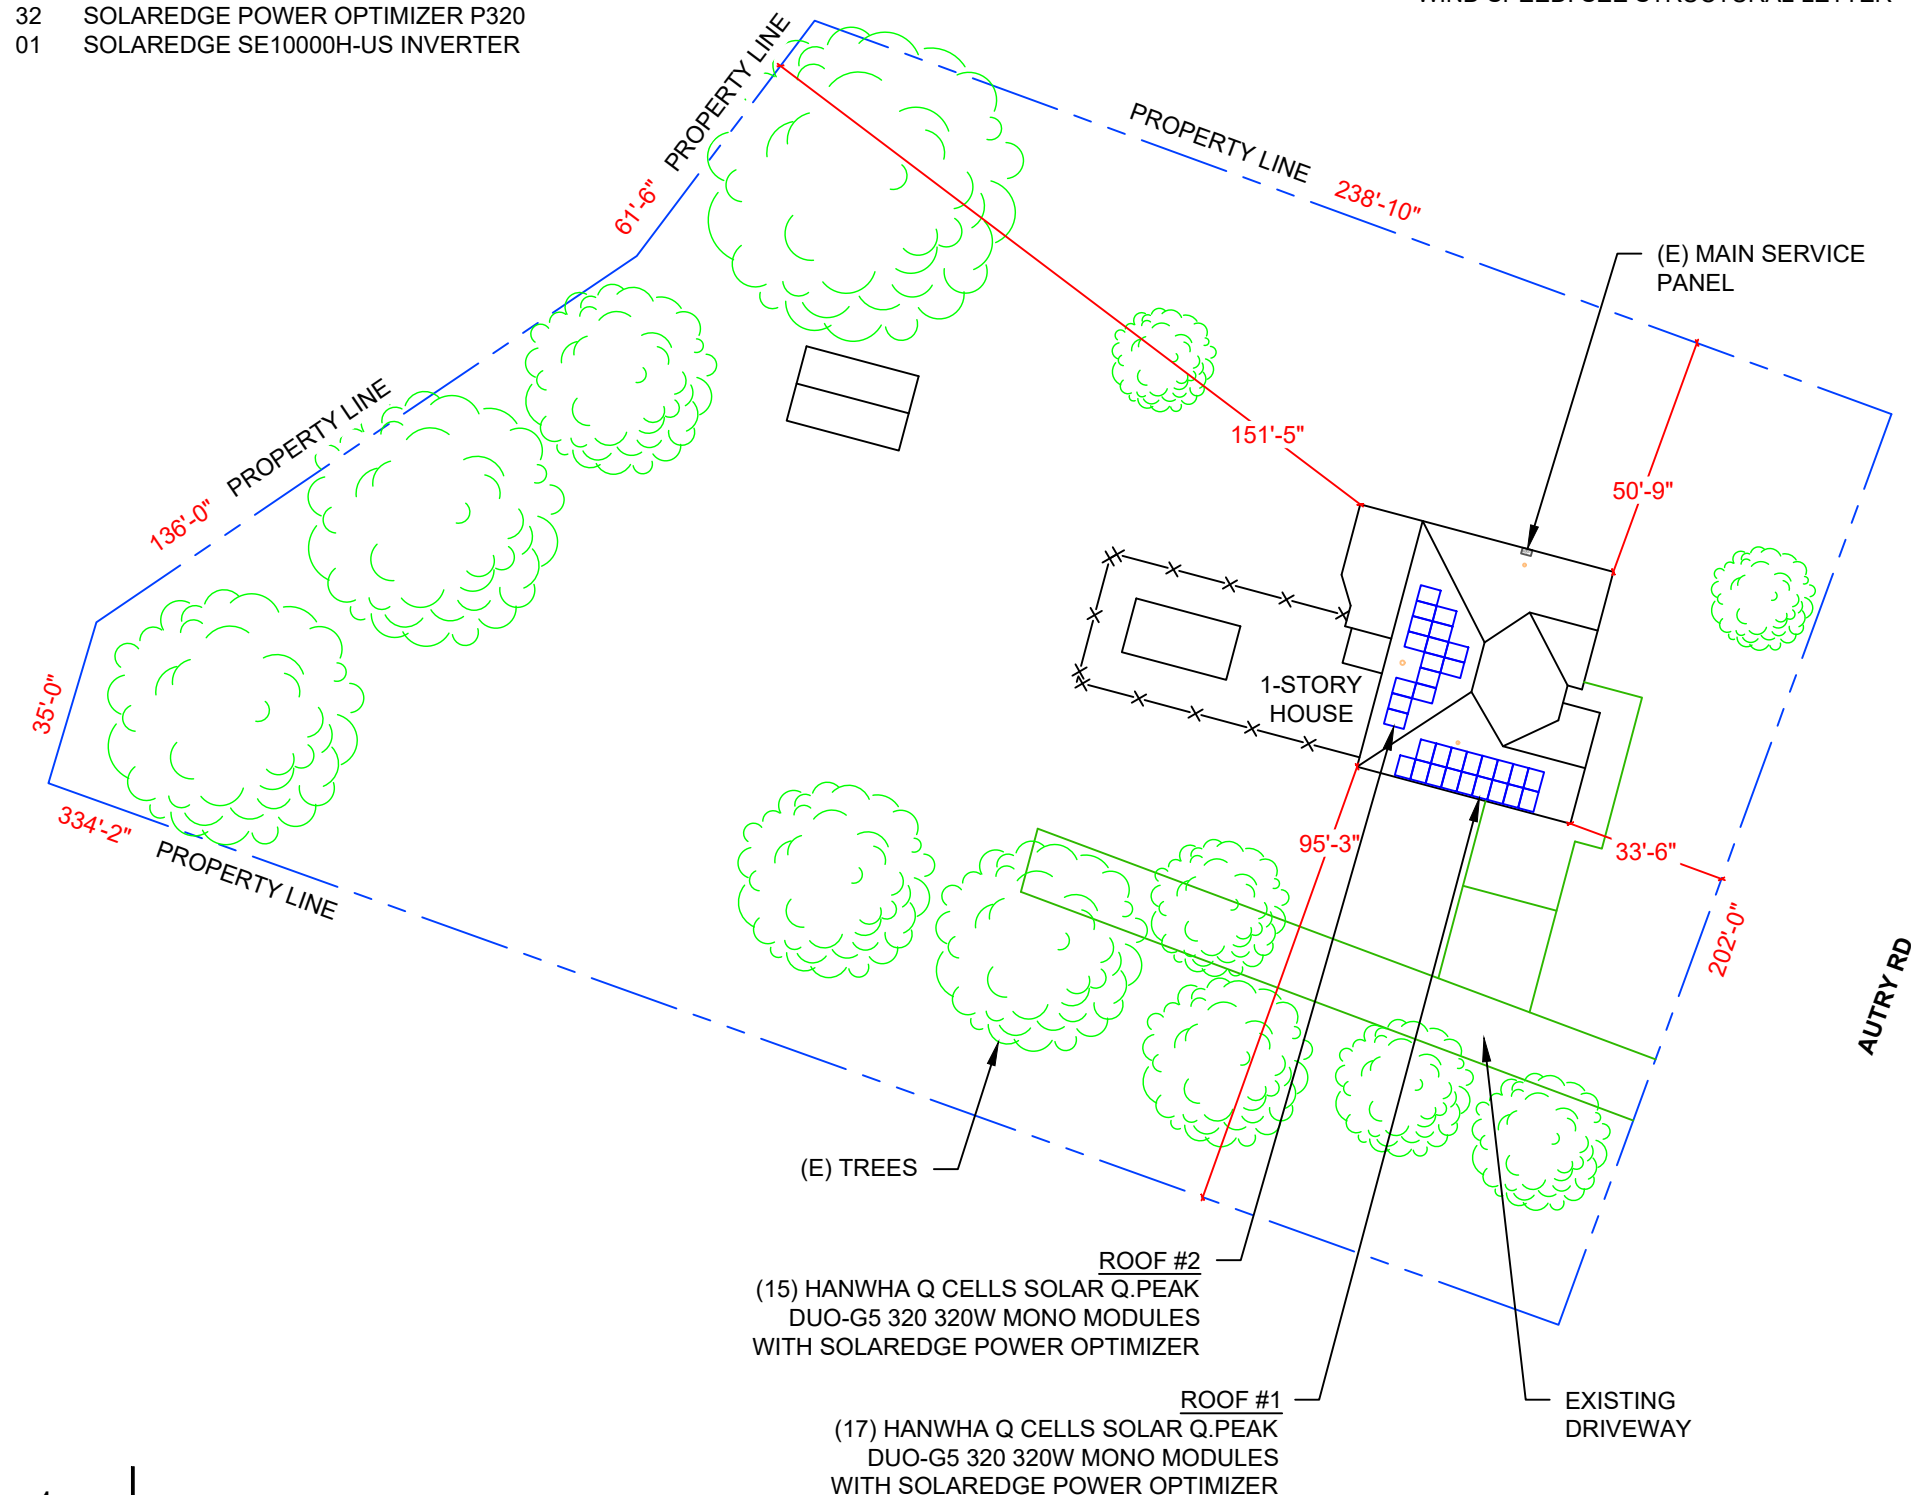 32 SOLAREDGE POWER OPTIMIZER P320
01 SOLAREDGE SE10000H-US INVERTER
PROPERTY LINE
61'-6"
PROPERTY LINE
238'-10"
(E) MAIN SERVICE
PANEL
PROPERTY LINE
136'-0"
151'-5"
50'-9"
35'-0"
1-STORY
HOUSE
334'-2"
PROPERTY LINE
95'-3"
33'-6"
202'-0"
AUTRY RD
(E) TREES
ROOF #2
(15) HANWHA Q CELLS SOLAR Q.PEAK
DUO-G5 320 320W MONO MODULES
WITH SOLAREDGE POWER OPTIMIZER
ROOF #1
(17) HANWHA Q CELLS SOLAR Q.PEAK
DUO-G5 320 320W MONO MODULES
WITH SOLAREDGE POWER OPTIMIZER
EXISTING
DRIVEWAY